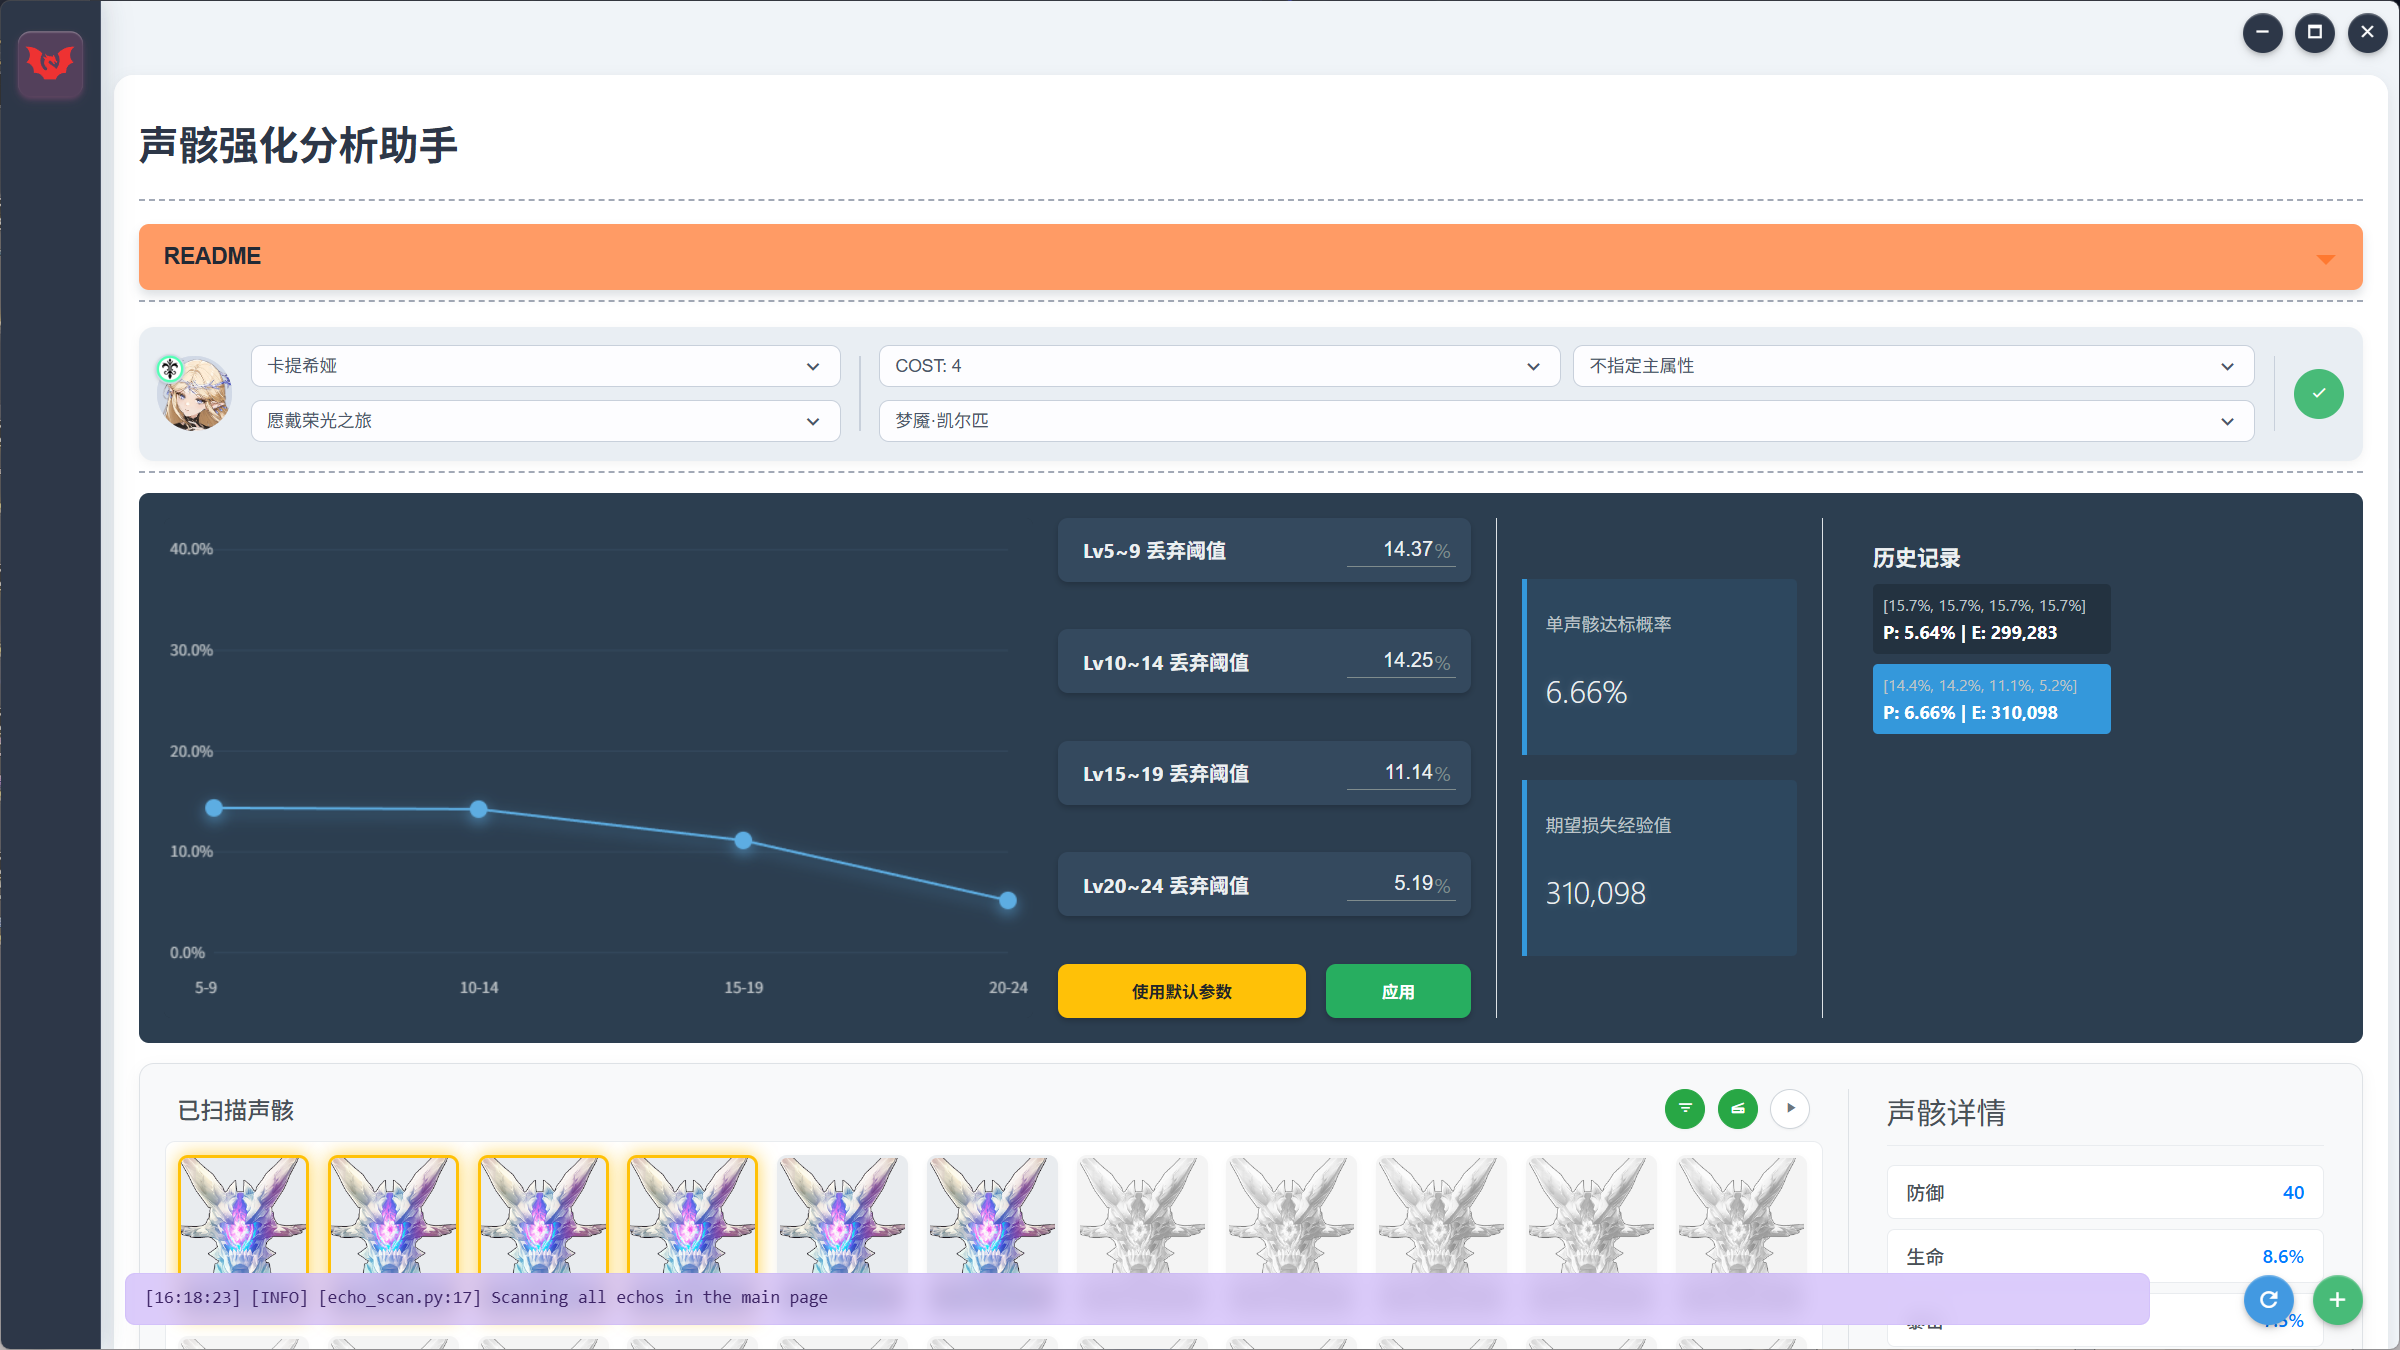 声骸强化分析助手
README
卡提希娅
COST: 4
不指定主属性
愿戴荣光之旅
梦魇·凯尔匹
40.0%
30.0%
20.0%
10.0%
0.0%
5-9
10-14
15-19
20-24
Lv5~9 丢弃阈值 14.37%
Lv10~14 丢弃阈值 14.25%
Lv15~19 丢弃阈值 11.14%
Lv20~24 丢弃阈值 5.19%
使用默认参数
应用
单声骸达标概率
6.66%
期望损失经验值
310,098
历史记录
[15.7%, 15.7%, 15.7%, 15.7%]
P: 5.64% | E: 299,283
[14.4%, 14.2%, 11.1%, 5.2%]
P: 6.66% | E: 310,098
已扫描声骸
声骸详情
防御 40
生命 8.6%
[16:18:23] [INFO] [echo_scan.py:17] Scanning all echos in the main page